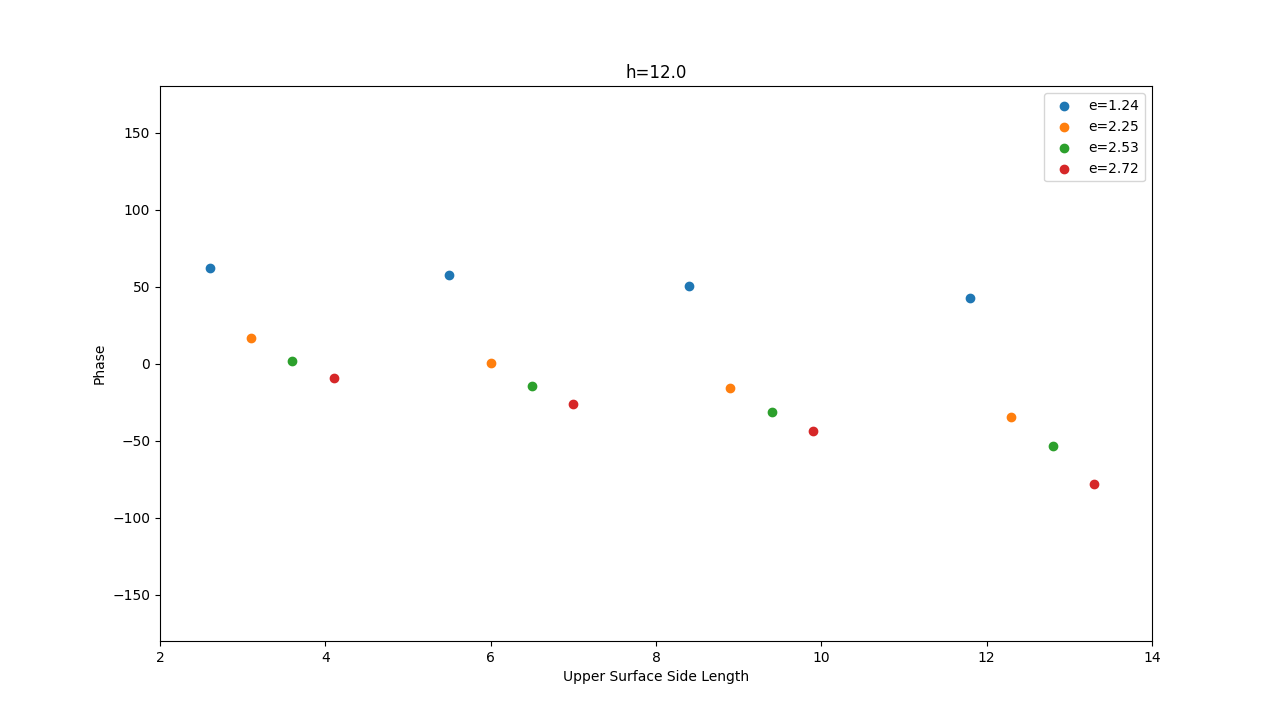 h=12.0
e=1.24
e=2.25
e=2.53
e=2.72
150
100
50
0
−50
−100
−150
Phase
2 4 6 8 10 12 14
Upper Surface Side Length